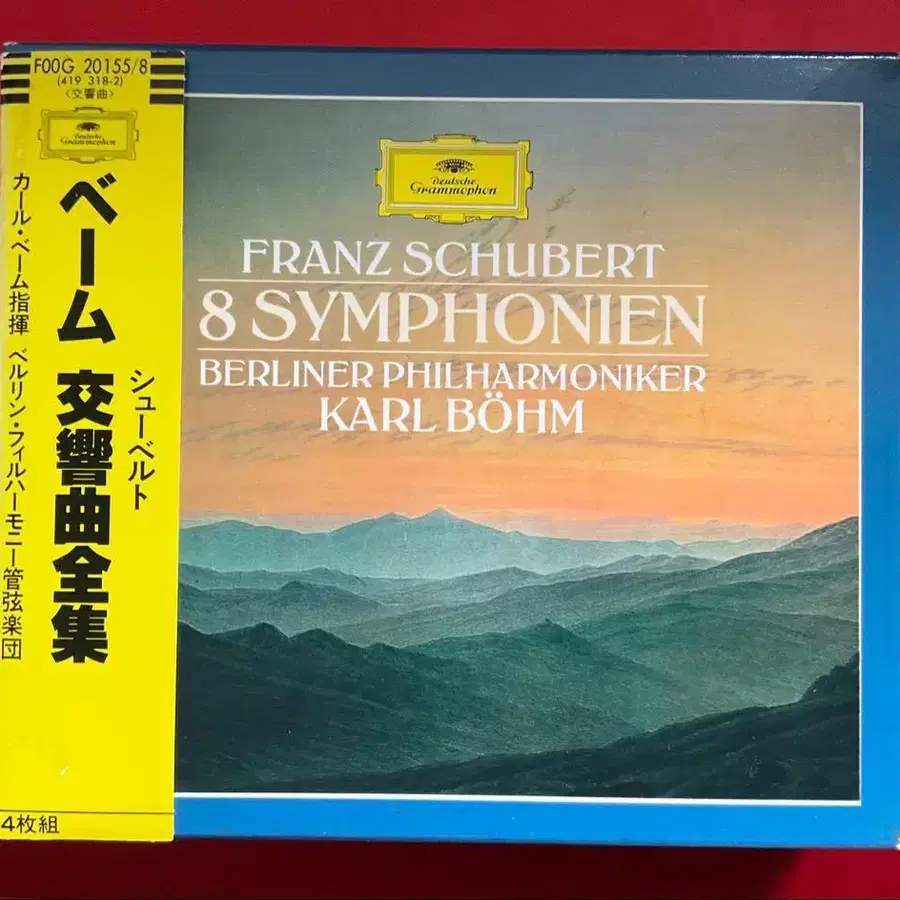 F00G 20155/8
(419 318-2)
〈交響曲〉
Deutsche
Grammophon
シューベルト
ベーム 交響曲全集
カール・ベーム指揮 ベルリン・フィルハーモニー管弦楽団
4枚組
Deutsche
Grammophon
FRANZ SCHUBERT
8 SYMPHONIEN
BERLINER PHILHARMONIKER
KARL BÖHM